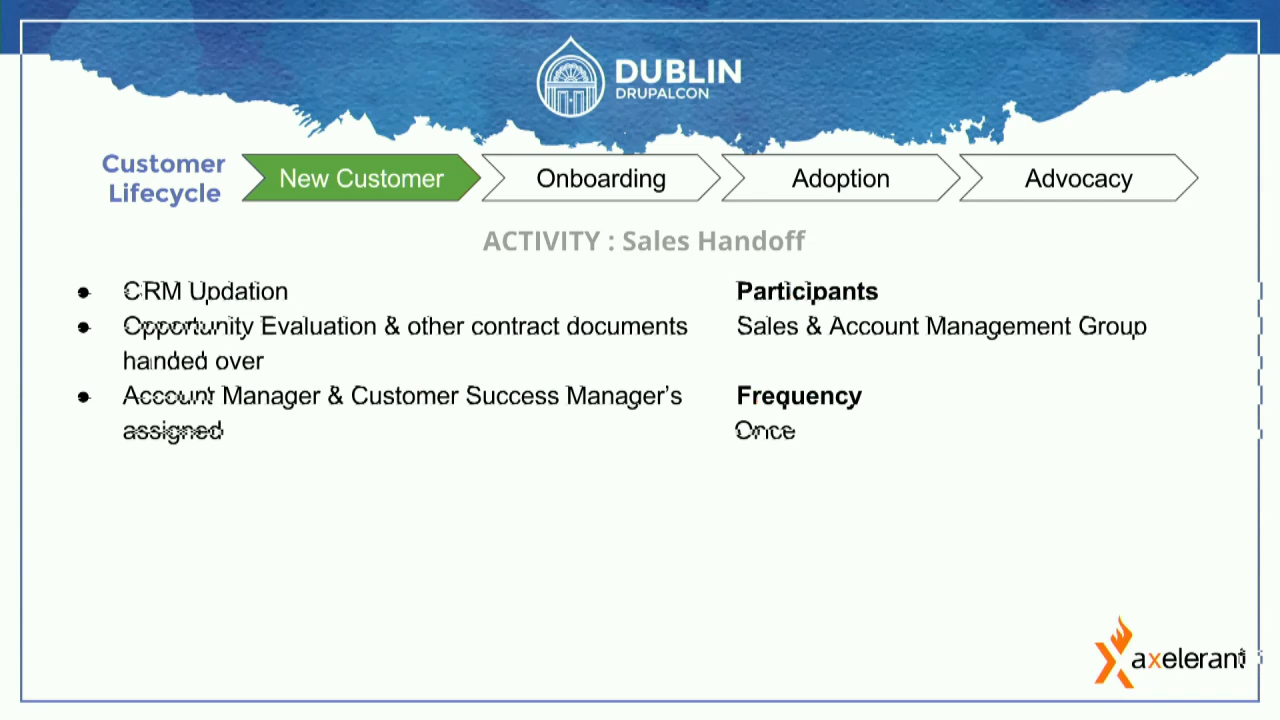 DUBLIN
DRUPALCON
Customer
Lifecycle
New Customer
Onboarding
Adoption
Advocacy
ACTIVITY : Sales Handoff
● CRM Updation
● Opportunity Evaluation & other contract documents
handed over
● Account Manager & Customer Success Manager’s
assigned
Participants
Sales & Account Management Group
Frequency
Once
axelerant